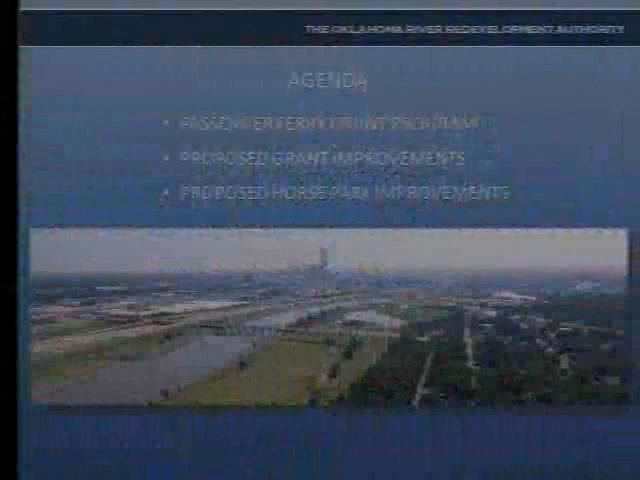 THE OKLAHOMA RIVER REDEVELOPMENT AUTHORITY
AGENDA
• PASSENGER FERRY GRANT PROGRAM
• PROPOSED GRANT IMPROVEMENTS
• PROPOSED HORSE PARK IMPROVEMENTS